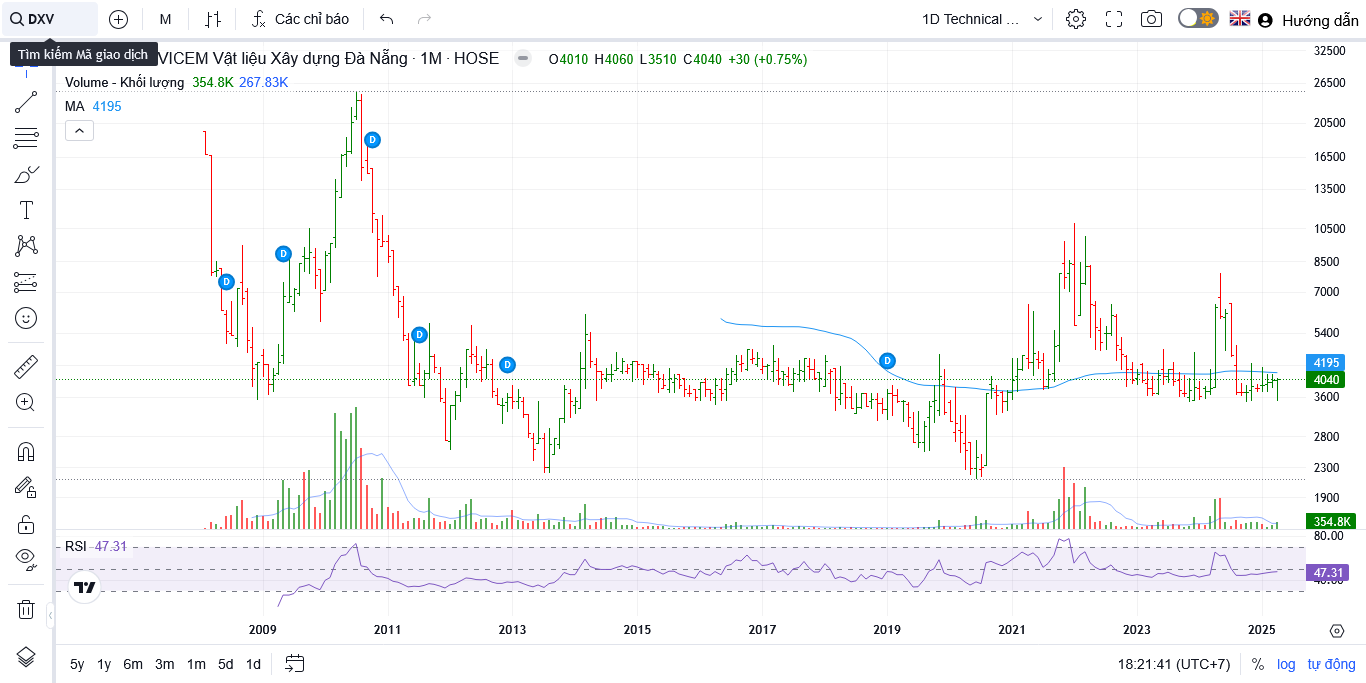 DXV
M
Các chỉ báo
1D Technical ...
Hướng dẫn
Tìm kiếm Mã giao dịch
VICEM Vật liệu Xây dựng Đà Nẵng · 1M · HOSE
O4010 H4060 L3510 C4040 +30 (+0.75%)
Volume - Khối lượng 354.8K 267.83K
MA 4195
32500
26500
20500
16500
13500
10500
8500
7000
5400
4195
4040
3600
2800
2300
1900
354.8K
80.00
47.31
40.00
D
D
D
D
D
D
RSI 47.31
2009
2011
2013
2015
2017
2019
2021
2023
2025
5y 1y 6m 3m 1m 5d 1d
18:21:41 (UTC+7)
% log tự động